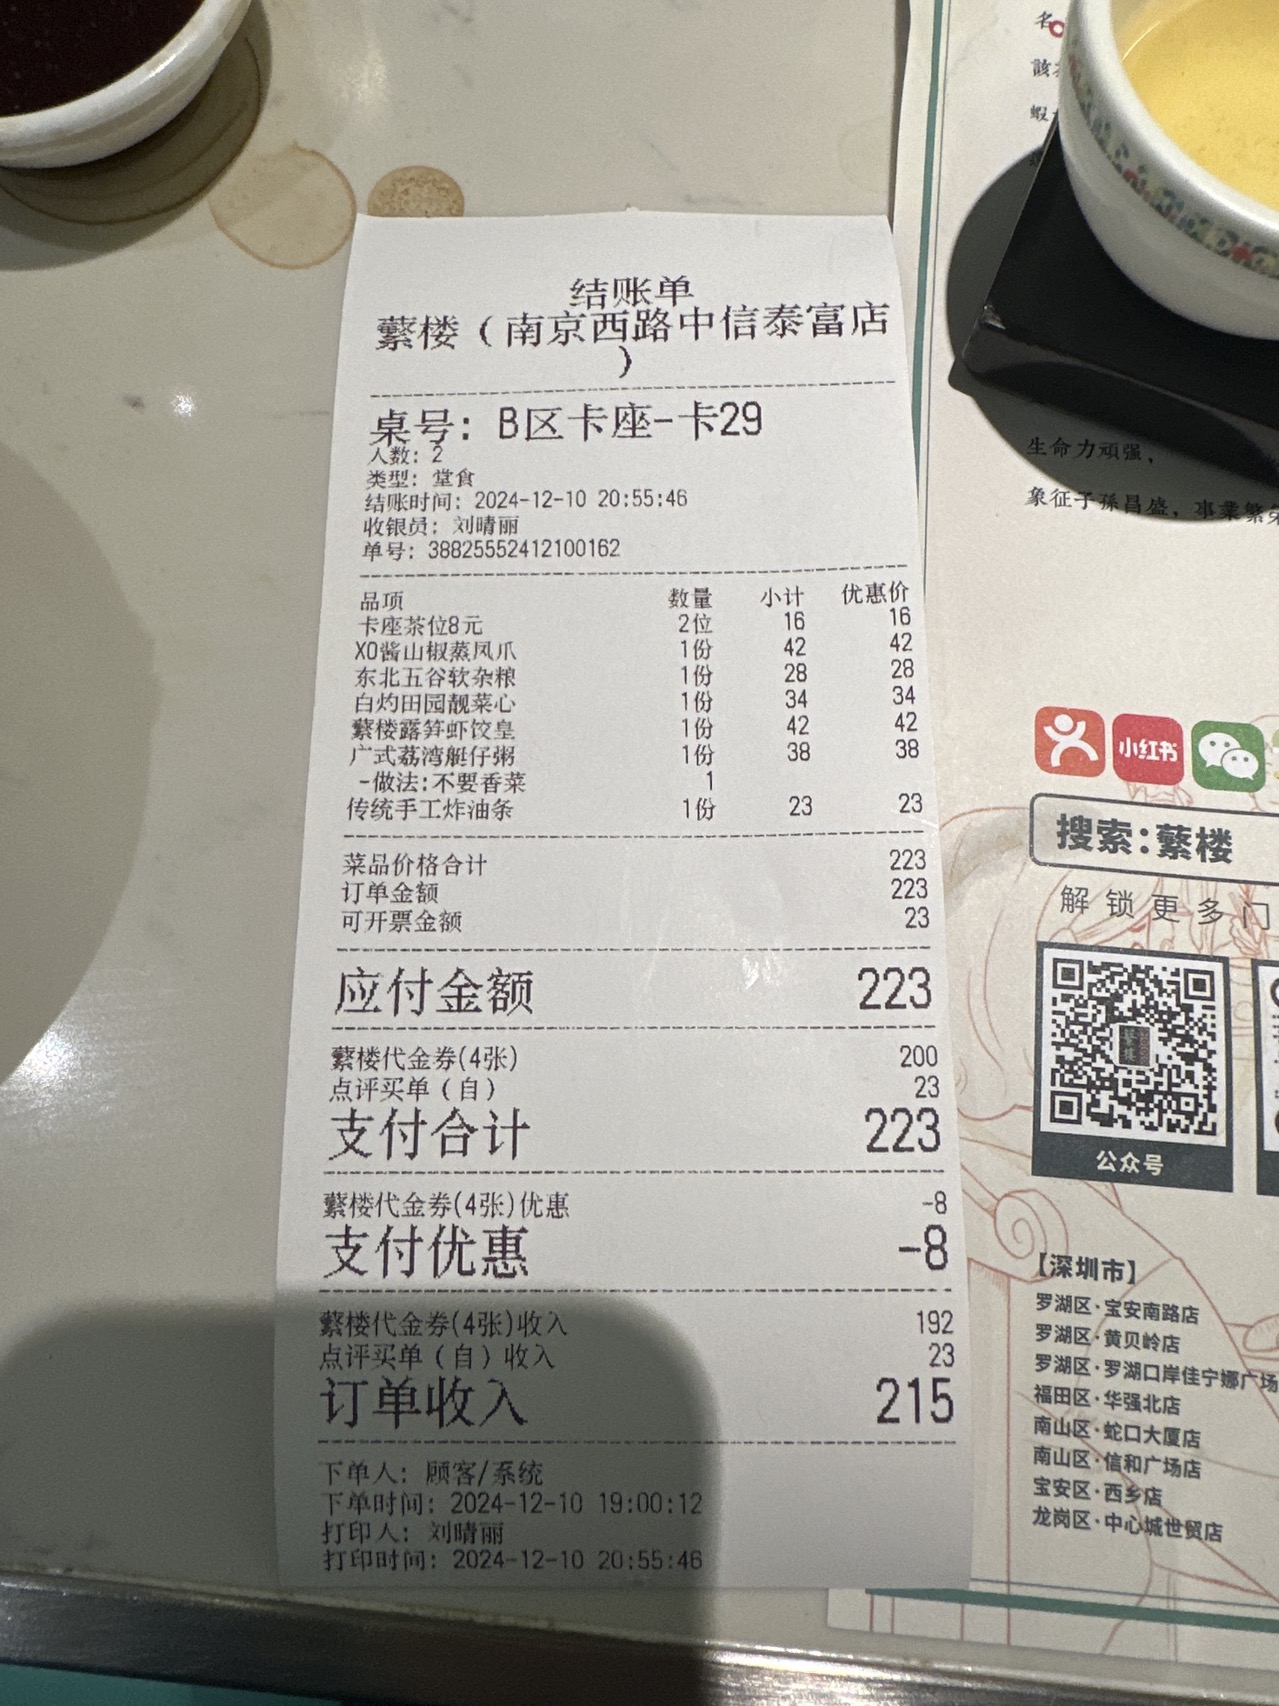 结账单
蘩楼（南京西路中信泰富店
）
桌号：B区卡座-卡29
人数：2
类型：堂食
结账时间：2024-12-10 20:55:46
收银员：刘晴丽
单号：38825552412100162
品项 数量 小计 优惠价
卡座茶位8元 2位 16 16
XO酱山椒蒸凤爪 1份 42 42
东北五谷软杂粮 1份 28 28
白灼田园靓菜心 1份 34 34
蘩楼露笋虾饺皇 1份 42 42
广式荔湾艇仔粥 1份 38 38
-做法:不要香菜 1
传统手工炸油条 1份 23 23
菜品价格合计 223
订单金额 223
可开票金额 23
应付金额 223
蘩楼代金券(4张) 200
点评买单（自） 23
支付合计 223
蘩楼代金券(4张)优惠 -8
支付优惠 -8
蘩楼代金券(4张)收入 192
点评买单（自）收入 23
订单收入 215
下单人：顾客/系统
下单时间：2024-12-10 19:00:12
打印人：刘晴丽
打印时间：2024-12-10 20:55:46
名
該
蝦
生命力頑强，
象征子孫昌盛，事業繁
小红书
搜索:蘩楼
解锁更多门
公众号
【深圳市】
罗湖区·宝安南路店
罗湖区·黄贝岭店
罗湖区·罗湖口岸佳宁娜广场
福田区·华强北店
南山区·蛇口大厦店
南山区·信和广场店
宝安区·西乡店
龙岗区·中心城世贸店